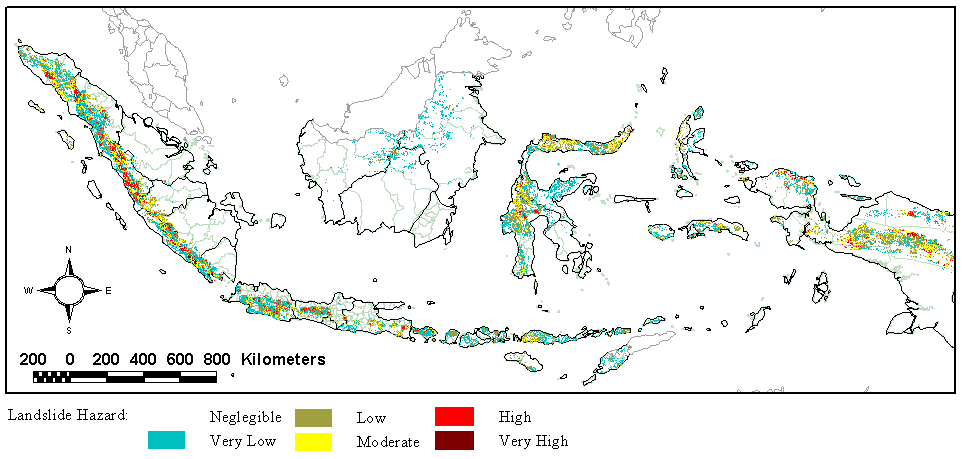 N
W E
S
200 0 200 400 600 800 Kilometers
Landslide Hazard: Neglegible Low High
Very Low Moderate Very High